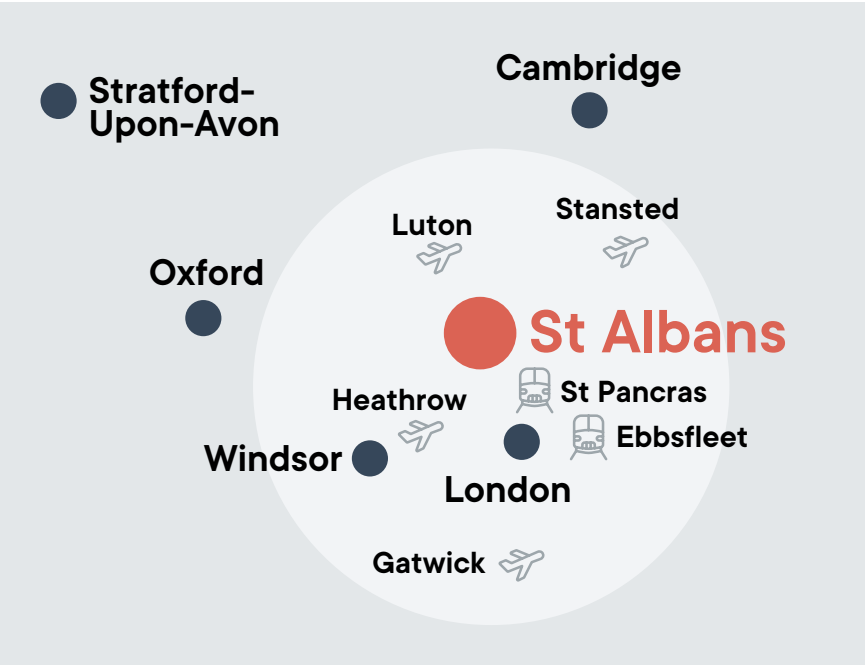 Cambridge
Stratford-
Upon-Avon
Stansted
Luton
Oxford
St Albans
St Pancras
Heathrow
Ebbsfleet
Windsor
London
Gatwick